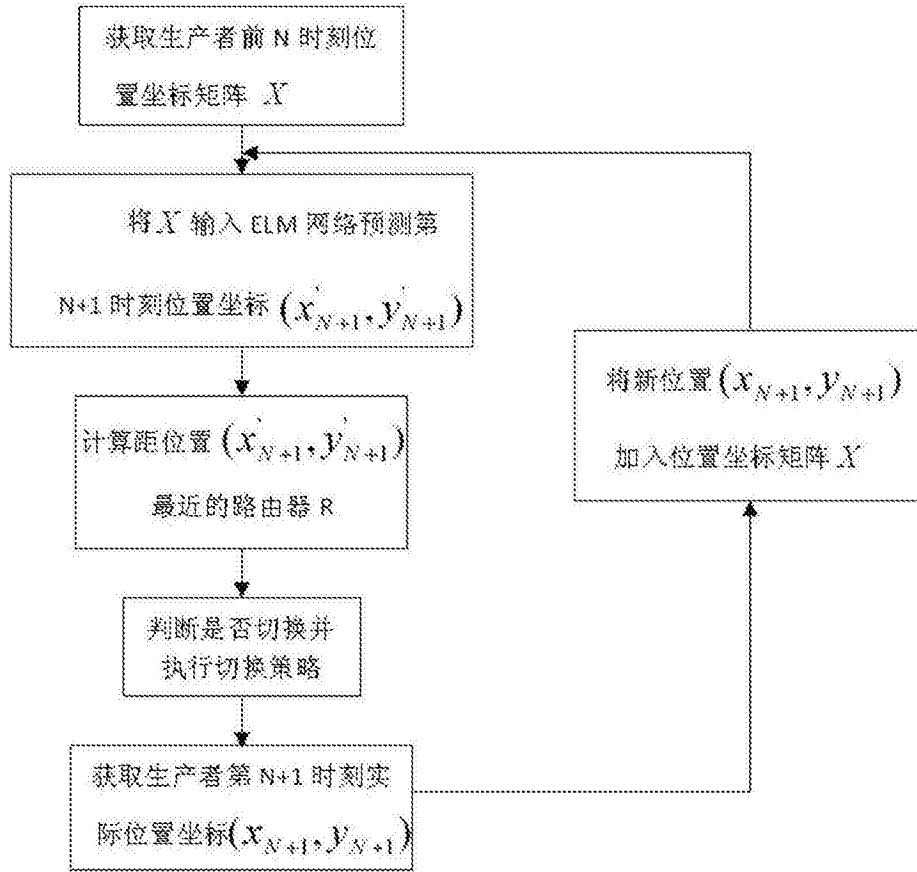 获取生产者前 N 时刻位
置坐标矩阵 X
将 X 输入 ELM 网络预测第
N+1 时刻位置坐标 (x'_{N+1}, y'_{N+1})
计算距位置 (x'_{N+1}, y'_{N+1})
最近的路由器 R
判断是否切换并
执行切换策略
获取生产者第 N+1 时刻实
际位置坐标(x_{N+1}, y_{N+1})
将新位置(x_{N+1}, y_{N+1})
加入位置坐标矩阵 X